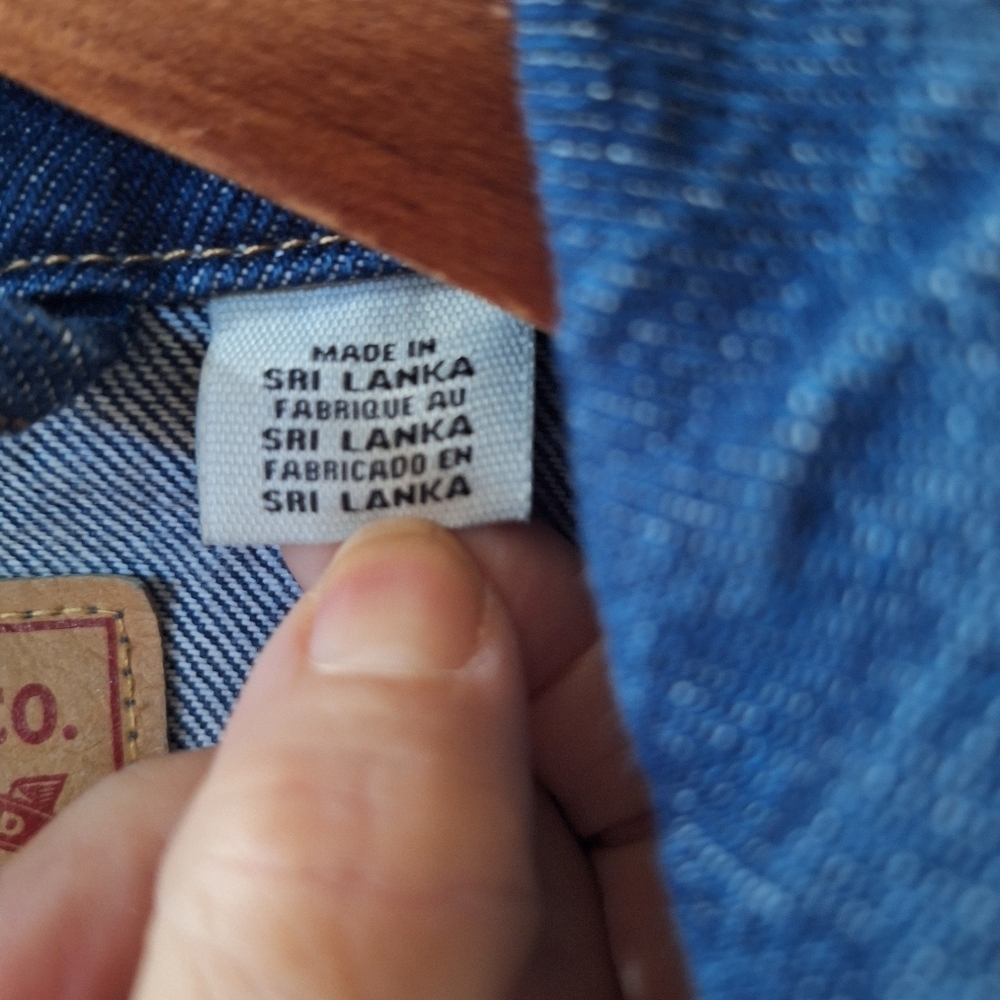 MADE IN
SRI LANKA
FABRIQUE AU
SRI LANKA
FABRICADO EN
SRI LANKA
CO.